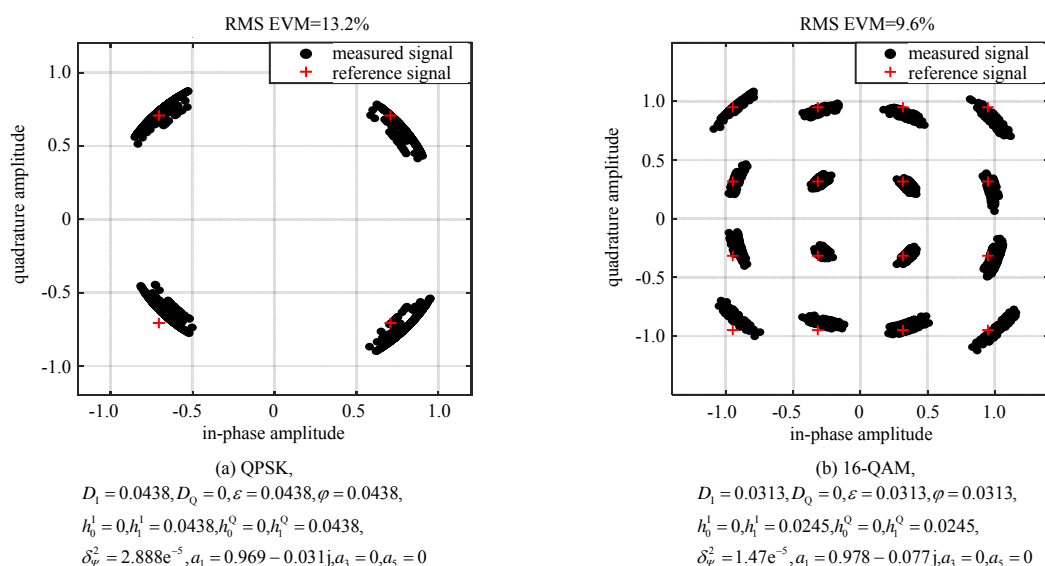 RMS EVM=13.2%
measured signal
reference signal
quadrature amplitude
1.0
0.5
0
-0.5
-1.0
-1.0 -0.5 0 0.5 1.0
in-phase amplitude
(a) QPSK,
D_I = 0.0438, D_Q = 0, ε = 0.0438, φ = 0.0438,
h_0^I = 0, h_1^I = 0.0438, h_0^Q = 0, h_1^Q = 0.0438,
δ_Ψ^2 = 2.888e^{-5}, a_1 = 0.969 − 0.031j, a_3 = 0, a_5 = 0
RMS EVM=9.6%
measured signal
reference signal
quadrature amplitude
1.0
0.5
0
-0.5
-1.0
-1.0 -0.5 0 0.5 1.0
in-phase amplitude
(b) 16-QAM,
D_I = 0.0313, D_Q = 0, ε = 0.0313, φ = 0.0313,
h_0^I = 0, h_1^I = 0.0245, h_0^Q = 0, h_1^Q = 0.0245,
δ_Ψ^2 = 1.47e^{-5}, a_1 = 0.978 − 0.077j, a_3 = 0, a_5 = 0